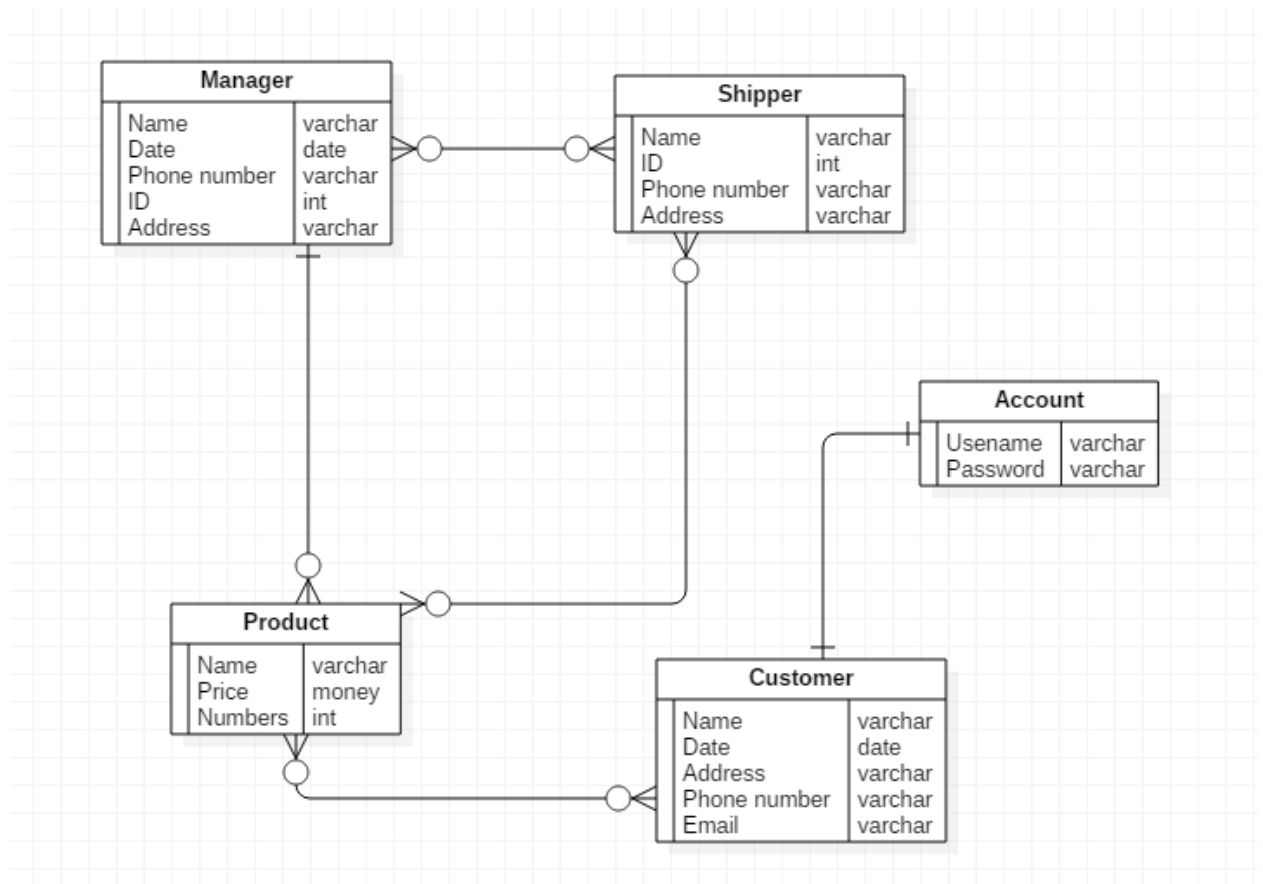 Manager
Name varchar
Date date
Phone number varchar
ID int
Address varchar
Shipper
Name varchar
ID int
Phone number varchar
Address varchar
Account
Usename varchar
Password varchar
Product
Name varchar
Price money
Numbers int
Customer
Name varchar
Date date
Address varchar
Phone number varchar
Email varchar